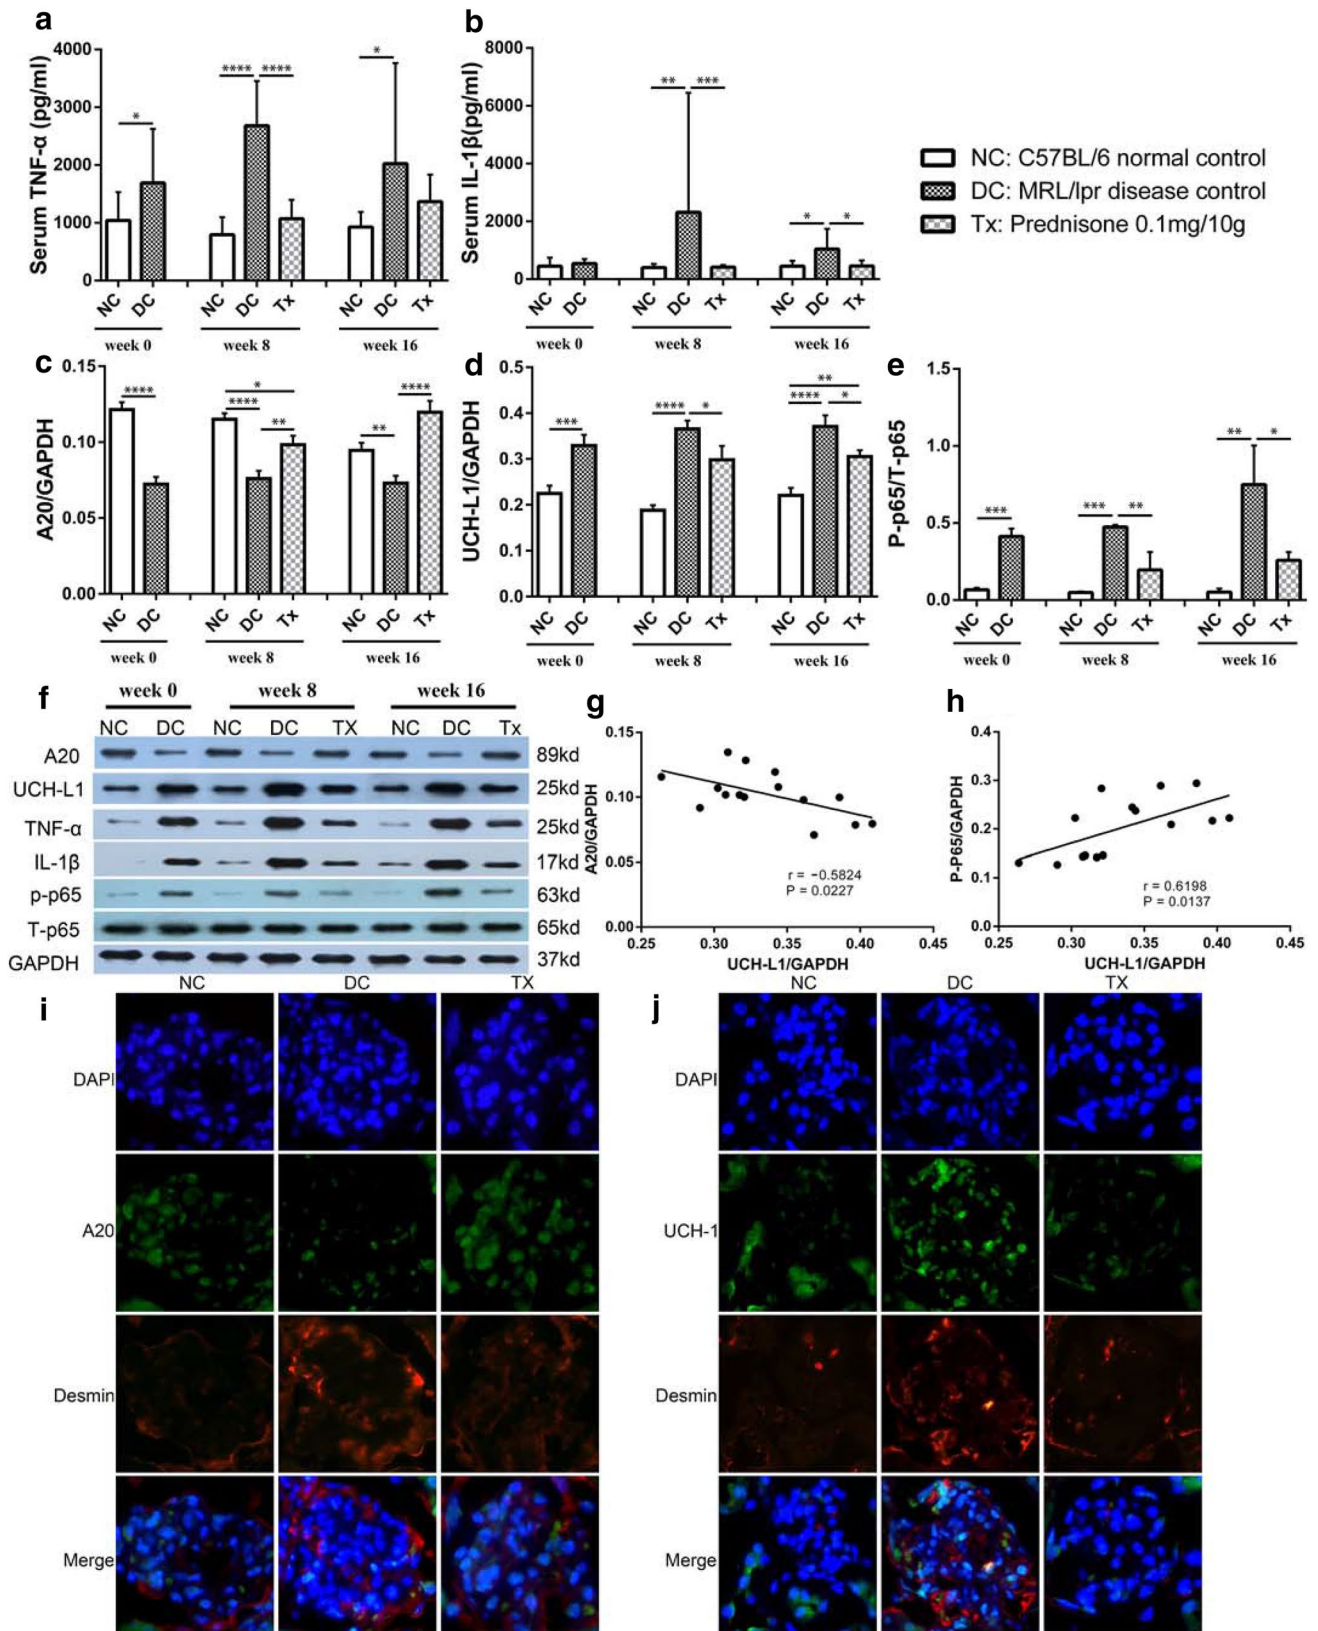 a
Serum TNF-α (pg/ml)
4000
3000
2000
1000
0
*
**** ****
*
NC DC NC DC Tx NC DC Tx
week 0 week 8 week 16
b
Serum IL-1β(pg/ml)
8000
6000
4000
2000
0
** ***
* *
NC DC NC DC Tx NC DC Tx
week 0 week 8 week 16
NC: C57BL/6 normal control
DC: MRL/lpr disease control
Tx: Prednisone 0.1mg/10g
c
A20/GAPDH
0.15
0.10
0.05
0.00
****
*
****
**
****
**
NC DC NC DC Tx NC DC Tx
week 0 week 8 week 16
d
UCH-L1/GAPDH
0.5
0.4
0.3
0.2
0.1
0.0
***
**** *
**
**** *
NC DC NC DC Tx NC DC Tx
week 0 week 8 week 16
e
P-p65/T-p65
1.5
1.0
0.5
0.0
***
*** **
** *
NC DC NC DC Tx NC DC Tx
week 0 week 8 week 16
f
week 0 week 8 week 16
NC DC NC DC TX NC DC Tx
A20 89kd
UCH-L1 25kd
TNF-α 25kd
IL-1β 17kd
p-p65 63kd
T-p65 65kd
GAPDH 37kd
g
A20/GAPDH
0.15
0.10
0.05
0.00
r = −0.5824
P = 0.0227
0.25 0.30 0.35 0.40 0.45
UCH-L1/GAPDH
h
P-P65/GAPDH
0.4
0.3
0.2
0.1
0.0
r = 0.6198
P = 0.0137
0.25 0.30 0.35 0.40 0.45
UCH-L1/GAPDH
i
NC DC TX
DAPI
A20
Desmin
Merge
j
NC DC TX
DAPI
UCH-1
Desmin
Merge